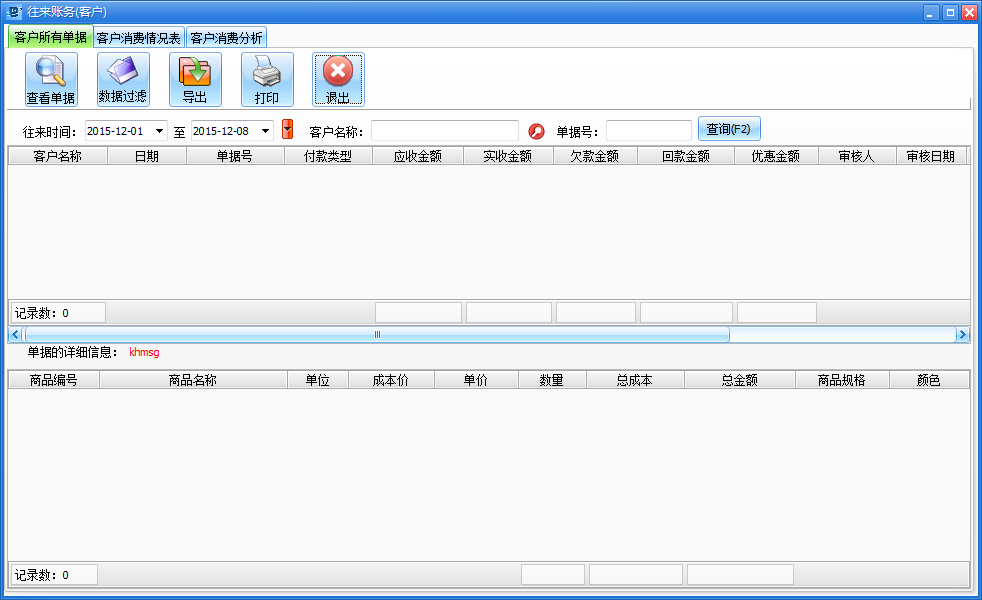 往来账务(客户)
客户所有单据 客户消费情况表 客户消费分析
查看单据 数据过滤 导出 打印 退出
往来时间： 2015-12-01 至 2015-12-08 客户名称： 单据号： 查询(F2)
客户名称 日期 单据号 付款类型 应收金额 实收金额 欠款金额 回款金额 优惠金额 审核人 审核日期
记录数：0
单据的详细信息： khmsg
商品编号 商品名称 单位 成本价 单价 数量 总成本 总金额 商品规格 颜色
记录数：0